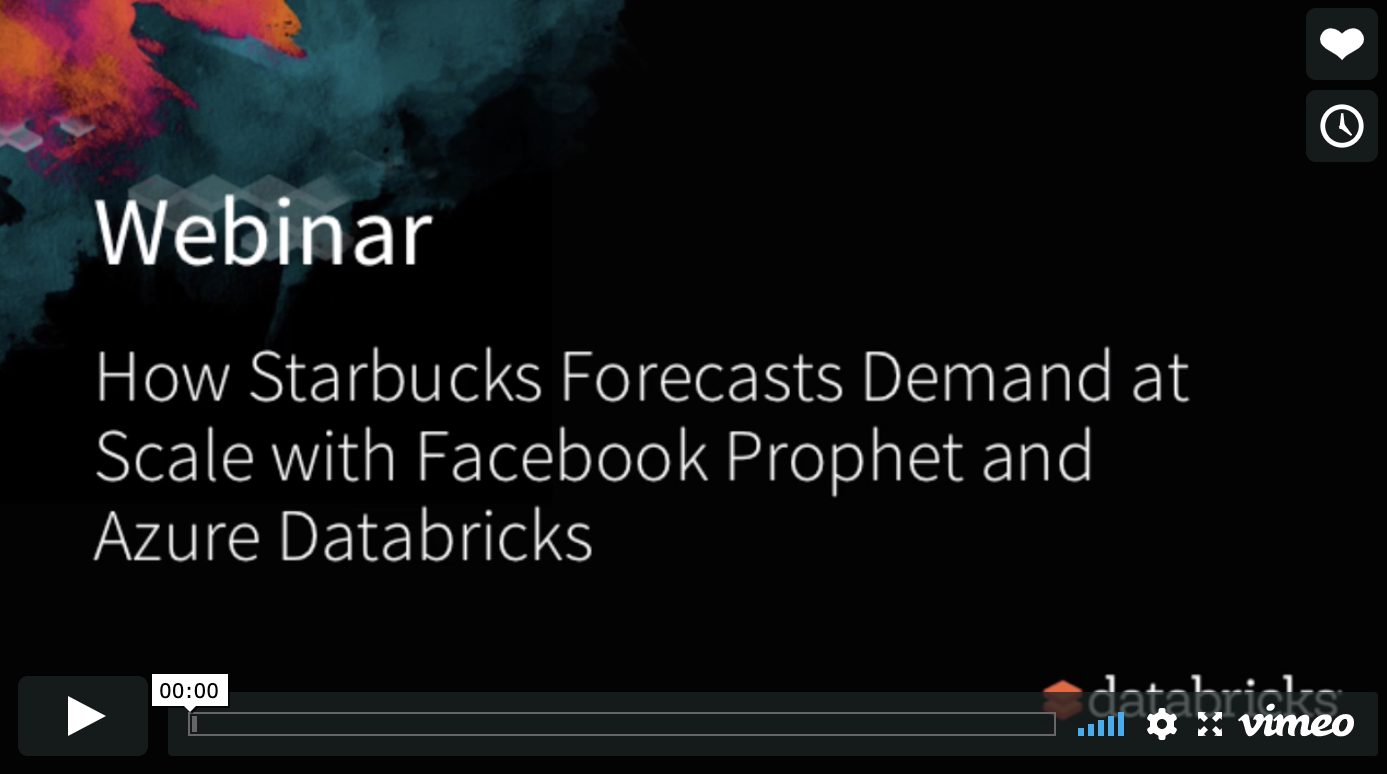 Webinar
How Starbucks Forecasts Demand at
Scale with Facebook Prophet and
Azure Databricks
00:00
databricks
vimeo